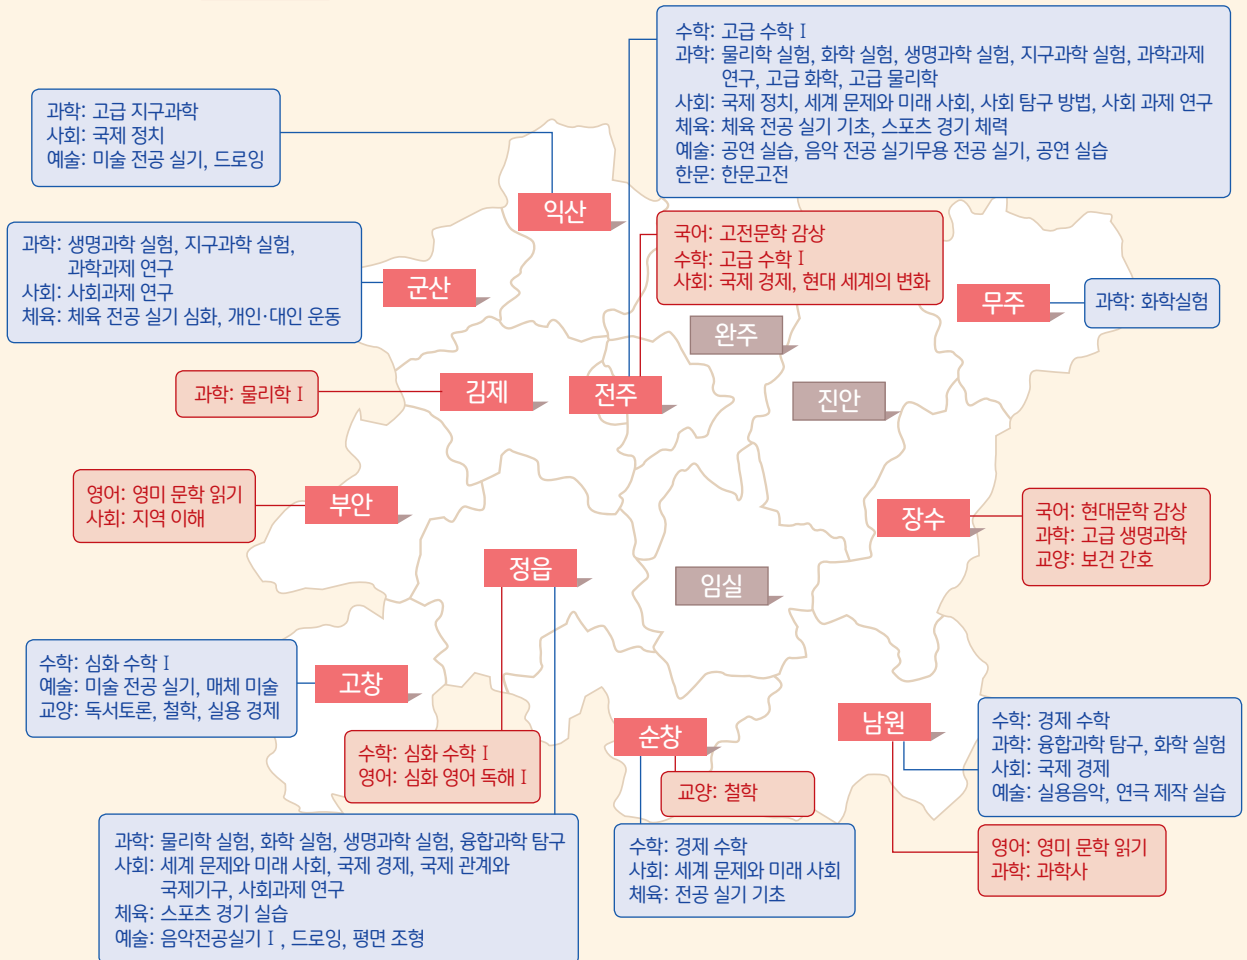 수학: 고급 수학 I
과학: 물리학 실험, 화학 실험, 생명과학 실험, 지구과학 실험, 과학과제
연구, 고급 화학, 고급 물리학
사회: 국제 정치, 세계 문제와 미래 사회, 사회 탐구 방법, 사회 과제 연구
체육: 체육 전공 실기 기초, 스포츠 경기 체력
예술: 공연 실습, 음악 전공 실기무용 전공 실기, 공연 실습
한문: 한문고전
과학: 고급 지구과학
사회: 국제 정치
예술: 미술 전공 실기, 드로잉
익산
국어: 고전문학 감상
수학: 고급 수학 I
사회: 국제 경제, 현대 세계의 변화
과학: 생명과학 실험, 지구과학 실험,
과학과제 연구
사회: 사회과제 연구
체육: 체육 전공 실기 심화, 개인·대인 운동
군산
무주
과학: 화학실험
완주
과학: 물리학 I
김제
전주
진안
영어: 영미 문학 읽기
사회: 지역 이해
부안
장수
국어: 현대문학 감상
과학: 고급 생명과학
교양: 보건 간호
정읍
임실
수학: 심화 수학 I
예술: 미술 전공 실기, 매체 미술
교양: 독서토론, 철학, 실용 경제
고창
수학: 심화 수학 I
영어: 심화 영어 독해 I
순창
남원
수학: 경제 수학
과학: 융합과학 탐구, 화학 실험
사회: 국제 경제
예술: 실용음악, 연극 제작 실습
교양: 철학
과학: 물리학 실험, 화학 실험, 생명과학 실험, 융합과학 탐구
사회: 세계 문제와 미래 사회, 국제 경제, 국제 관계와
국제기구, 사회과제 연구
체육: 스포츠 경기 실습
예술: 음악전공실기 I , 드로잉, 평면 조형
수학: 경제 수학
사회: 세계 문제와 미래 사회
체육: 전공 실기 기초
영어: 영미 문학 읽기
과학: 과학사